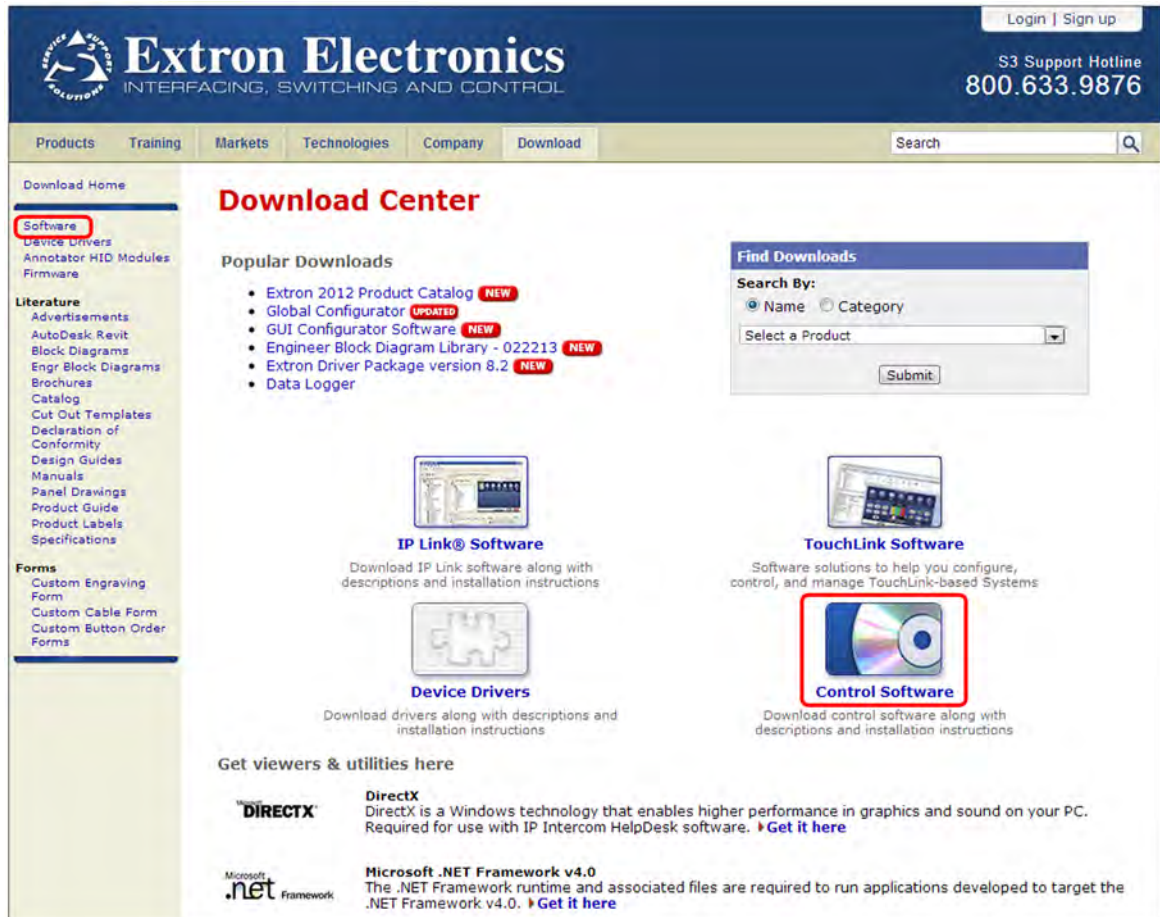 Login | Sign up
SERVICE SUPPORT SOLUTIONS
S3
Extron Electronics
INTERFACING, SWITCHING AND CONTROL
S3 Support Hotline
800.633.9876
Products Training Markets Technologies Company Download
Search
Download Home
Software
Device Drivers
Annotator HID Modules
Firmware
Literature
Advertisements
AutoDesk Revit
Block Diagrams
Engr Block Diagrams
Brochures
Catalog
Cut Out Templates
Declaration of
Conformity
Design Guides
Manuals
Panel Drawings
Product Guide
Product Labels
Specifications
Forms
Custom Engraving
Form
Custom Cable Form
Custom Button Order
Forms
Download Center
Popular Downloads
• Extron 2012 Product Catalog NEW
• Global Configurator UPDATED
• GUI Configurator Software NEW
• Engineer Block Diagram Library - 022213 NEW
• Extron Driver Package version 8.2 NEW
• Data Logger
Find Downloads
Search By:
Name Category
Select a Product
Submit
IP Link® Software
Download IP Link software along with
descriptions and installation instructions
TouchLink Software
Software solutions to help you configure,
control, and manage TouchLink-based Systems
Device Drivers
Download drivers along with descriptions and
installation instructions
Control Software
Download control software along with
descriptions and installation instructions
Get viewers & utilities here
Microsoft
DIRECTX
DirectX
DirectX is a Windows technology that enables higher performance in graphics and sound on your PC.
Required for use with IP Intercom HelpDesk software. Get it here
Microsoft
.net Framework
Microsoft .NET Framework v4.0
The .NET Framework runtime and associated files are required to run applications developed to target the
.NET Framework v4.0. Get it here